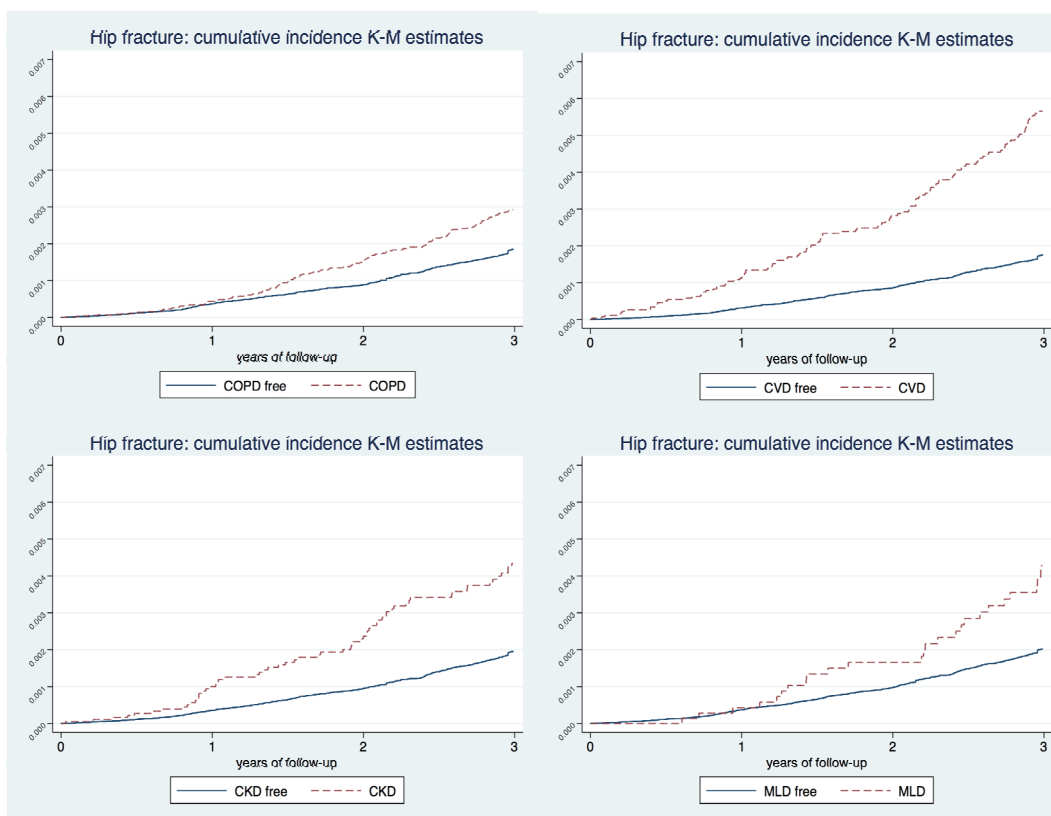 Hip fracture: cumulative incidence K-M estimates
0.007
0.006
0.005
0.004
0.003
0.002
0.001
0.000
0 1 2 3
years of follow-up
COPD free COPD
Hip fracture: cumulative incidence K-M estimates
0.007
0.006
0.005
0.004
0.003
0.002
0.001
0.000
0 1 2 3
years of follow-up
CVD free CVD
Hip fracture: cumulative incidence K-M estimates
0.007
0.006
0.005
0.004
0.003
0.002
0.001
0.000
0 1 2 3
years of follow-up
CKD free CKD
Hip fracture: cumulative incidence K-M estimates
0.007
0.006
0.005
0.004
0.003
0.002
0.001
0.000
0 1 2 3
years of follow-up
MLD free MLD